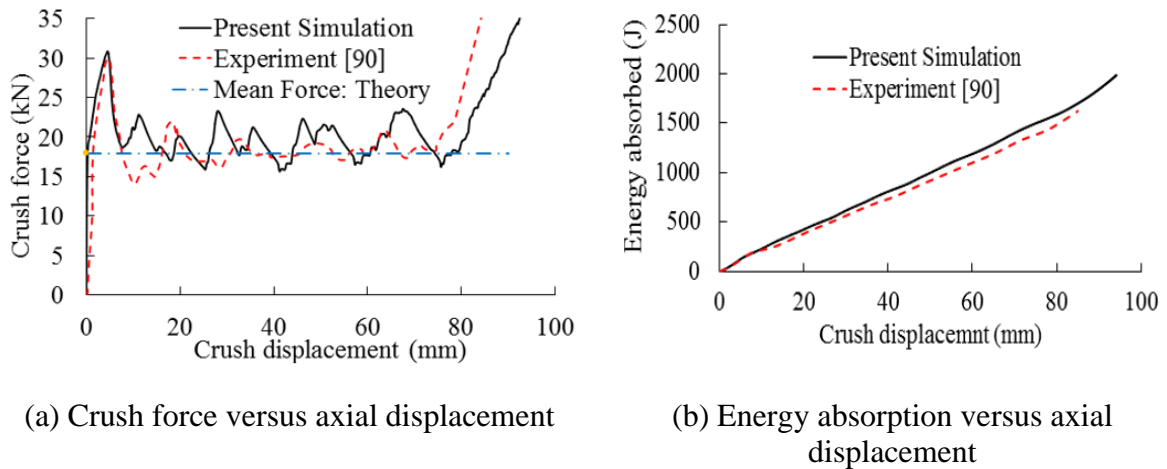 35
30
25
20
15
10
5
0
Crush force (kN)
Present Simulation
Experiment [90]
Mean Force: Theory
0 20 40 60 80 100
Crush displacement (mm)
(a) Crush force versus axial displacement
2500
2000
1500
1000
500
0
Energy absorbed (J)
Present Simulation
Experiment [90]
0 20 40 60 80 100
Crush displacemnt (mm)
(b) Energy absorption versus axial
displacement